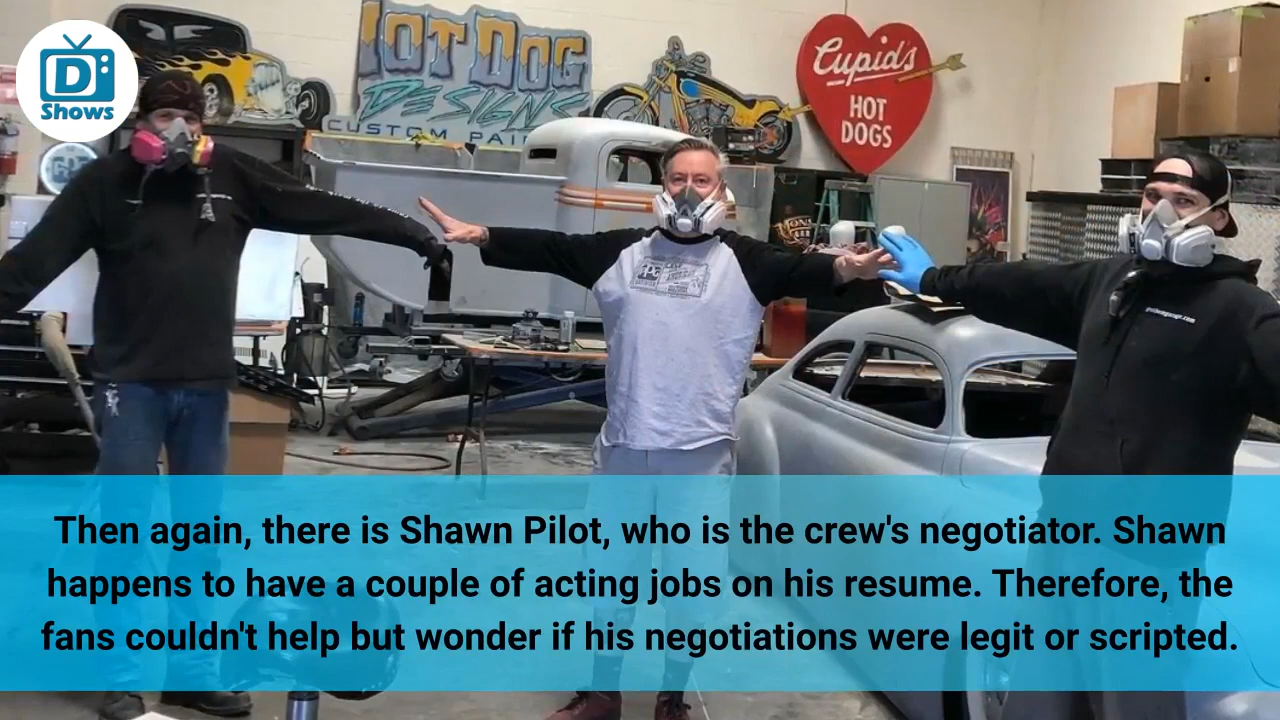 D:
Shows
HOT DOG
DESIGNS
CUSTOM PAI
Cupid's
HOT
DOGS
Then again, there is Shawn Pilot, who is the crew's negotiator. Shawn
happens to have a couple of acting jobs on his resume. Therefore, the
fans couldn't help but wonder if his negotiations were legit or scripted.